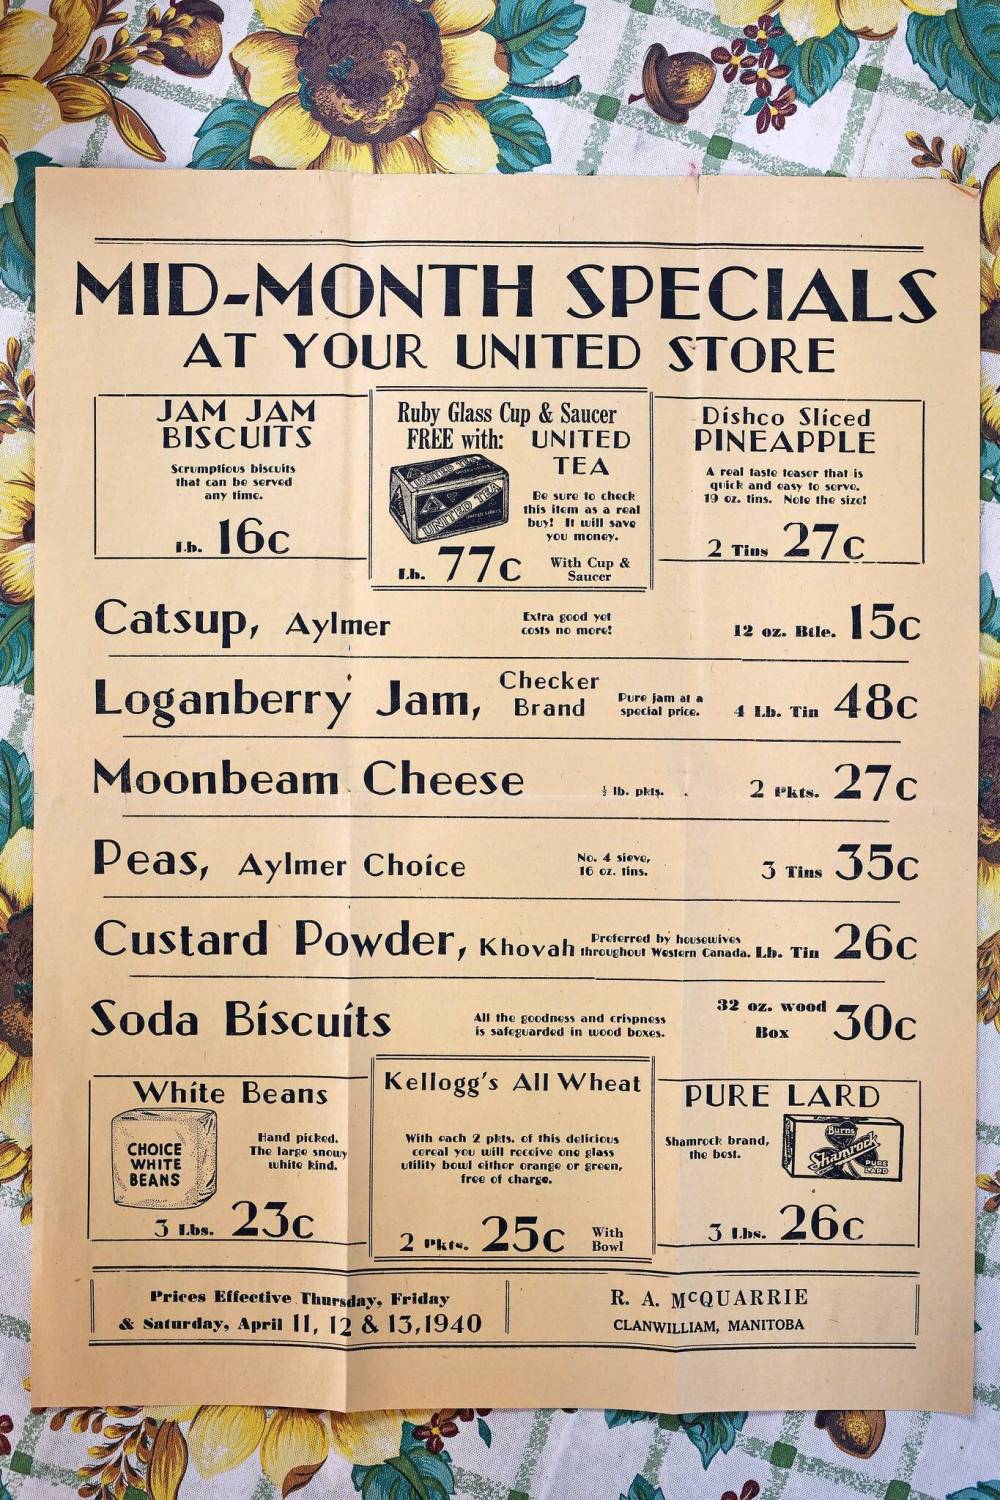 MID-MONTH SPECIALS
AT YOUR UNITED STORE
JAM JAM
BISCUITS
Scrumptious biscuits
that can be served
any time.
Lb. 16c
Ruby Glass Cup & Saucer
FREE with: UNITED
TEA
UNITED TEA
UNITED TEA
Be sure to check
this item as a real
buy! It will save
you money.
Lb. 77c With Cup &
Saucer
Dishco Sliced
PINEAPPLE
A real taste teaser that is
quick and easy to serve.
19 oz. tins. Note the size!
2 Tins 27c
Catsup, Aylmer Extra good yet
costs no more! 12 oz. Btle. 15c
Loganberry Jam, Checker
Brand Pure jam at a
special price. 4 Lb. Tin 48c
Moonbeam Cheese ½ lb. pkts. 2 Pkts. 27c
Peas, Aylmer Choice No. 4 sieve,
16 oz. tins. 3 Tins 35c
Custard Powder, Khovah Preferred by housewives
throughout Western Canada. Lb. Tin 26c
Soda Biscuits All the goodness and crispness
is safeguarded in wood boxes. 32 oz. wood
Box 30c
White Beans
CHOICE
WHITE
BEANS
Hand picked.
The large snowy
white kind.
3 Lbs. 23c
Kellogg's All Wheat
With each 2 pkts. of this delicious
cereal you will receive one glass
utility bowl either orange or green,
free of charge.
2 Pkts. 25c With
Bowl
PURE LARD
Shamrock brand,
the best.
Burns
Shamrock
PURE
LARD
3 Lbs. 26c
Prices Effective Thursday, Friday
& Saturday, April 11, 12 & 13, 1940
R. A. McQUARRIE
CLANWILLIAM, MANITOBA